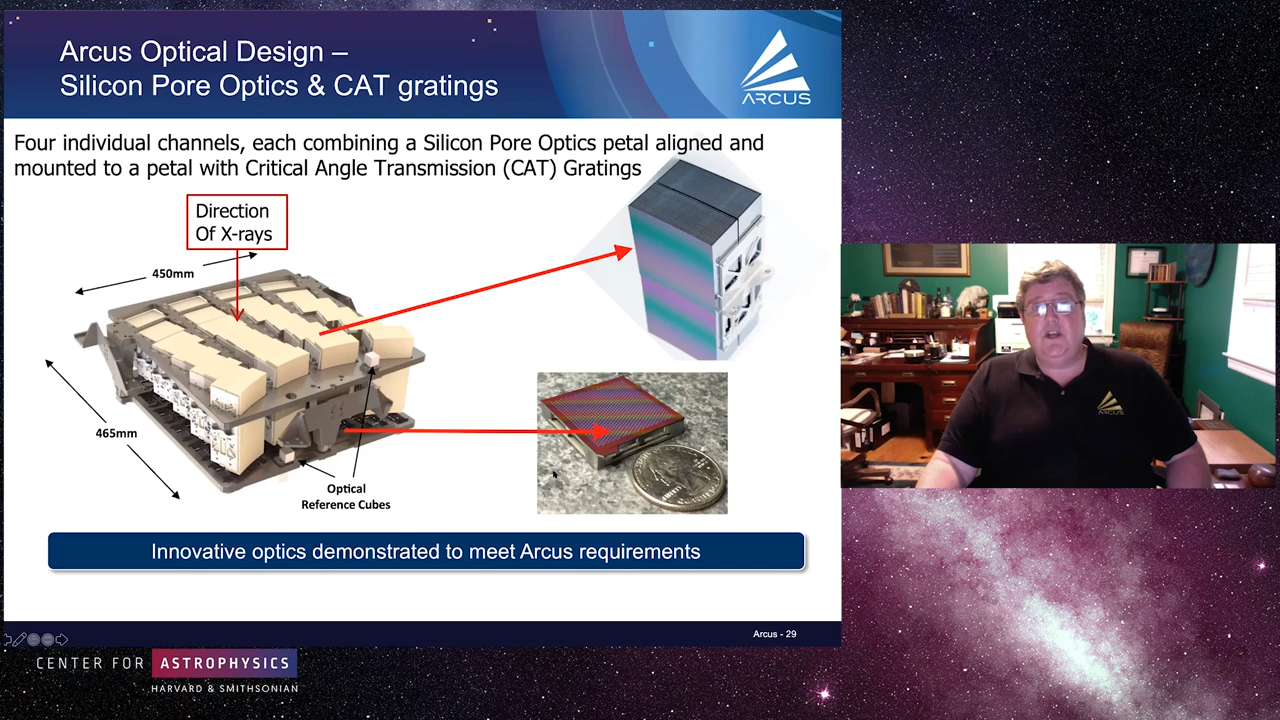 Arcus Optical Design –
Silicon Pore Optics & CAT gratings
ARCUS
Four individual channels, each combining a Silicon Pore Optics petal aligned and
mounted to a petal with Critical Angle Transmission (CAT) Gratings
Direction
Of X-rays
450mm
465mm
Optical
Reference Cubes
Innovative optics demonstrated to meet Arcus requirements
Arcus - 29
ARCUS
CENTER FOR ASTROPHYSICS
HARVARD & SMITHSONIAN